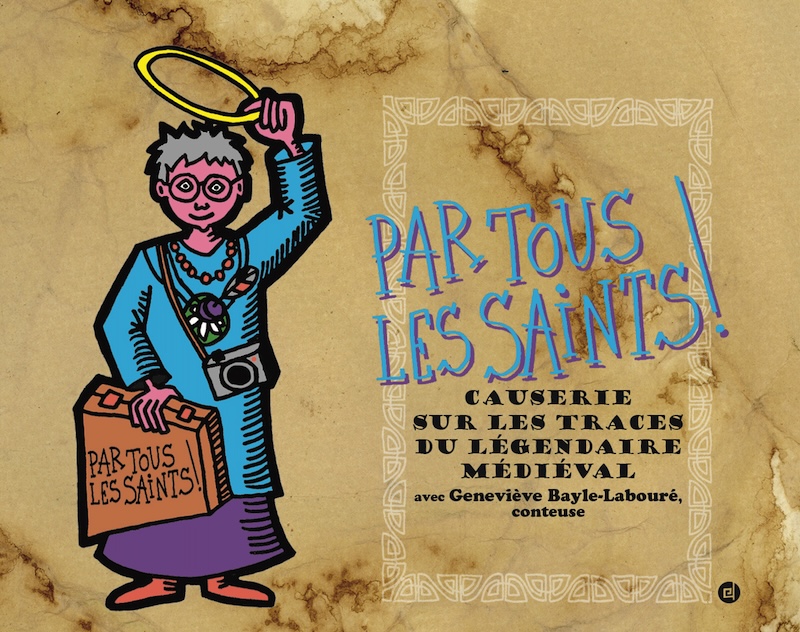 PAR TOUS
LES SAiNTS!
CAUSERIE
SUR LES TRACES
DU LÉGENDAIRE
MÉDIÉVAL
avec Geneviève Bayle-Labouré,
conteuse
PAR TOUS
LES SAiNTS!